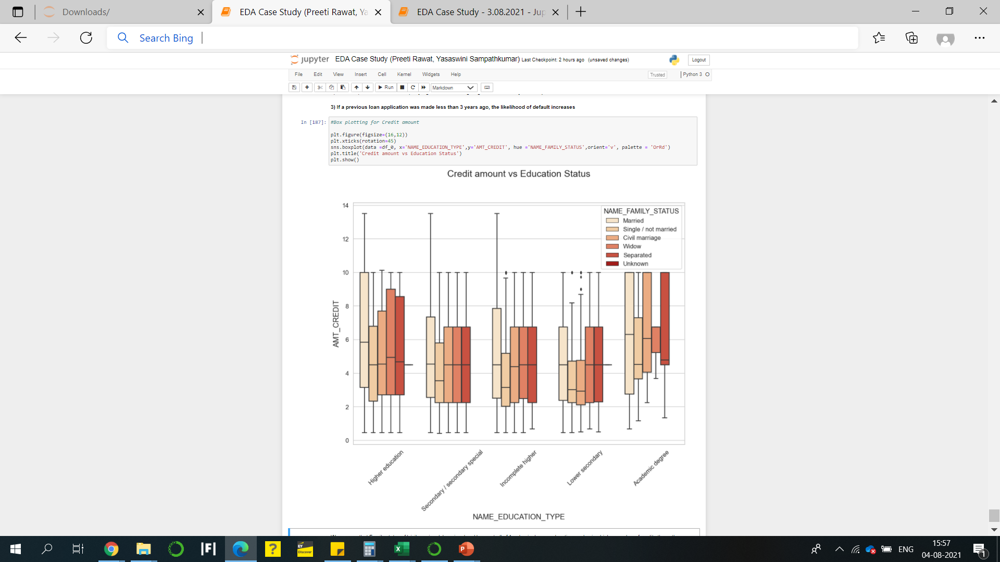 Downloads/
EDA Case Study (Preeti Rawat, Ya
EDA Case Study - 3.08.2021 - Jup
Search Bing
jupyter EDA Case Study (Preeti Rawat, Yasaswini Sampathkumar) Last Checkpoint: 2 hours ago (unsaved changes)
Logout
File Edit View Insert Cell Kernel Widgets Help
Trusted
Python 3
Run
Markdown
3) If a previous loan application was made less than 3 years ago, the likelihood of default increases
In [187]:
#Box plotting for Credit amount
plt.figure(figsize=(16,12))
plt.xticks(rotation=45)
sns.boxplot(data =df_0, x='NAME_EDUCATION_TYPE',y='AMT_CREDIT', hue ='NAME_FAMILY_STATUS',orient='v', palette = 'OrRd')
plt.title('Credit amount vs Education Status')
plt.show()
Credit amount vs Education Status
14
12
10
8
6
4
2
0
AMT_CREDIT
NAME_FAMILY_STATUS
Married
Single / not married
Civil marriage
Widow
Separated
Unknown
Higher education
Secondary / secondary special
Incomplete higher
Lower secondary
Academic degree
NAME_EDUCATION_TYPE
|F|
?
EY
Discover
X
P
ENG
15:57
04-08-2021
1